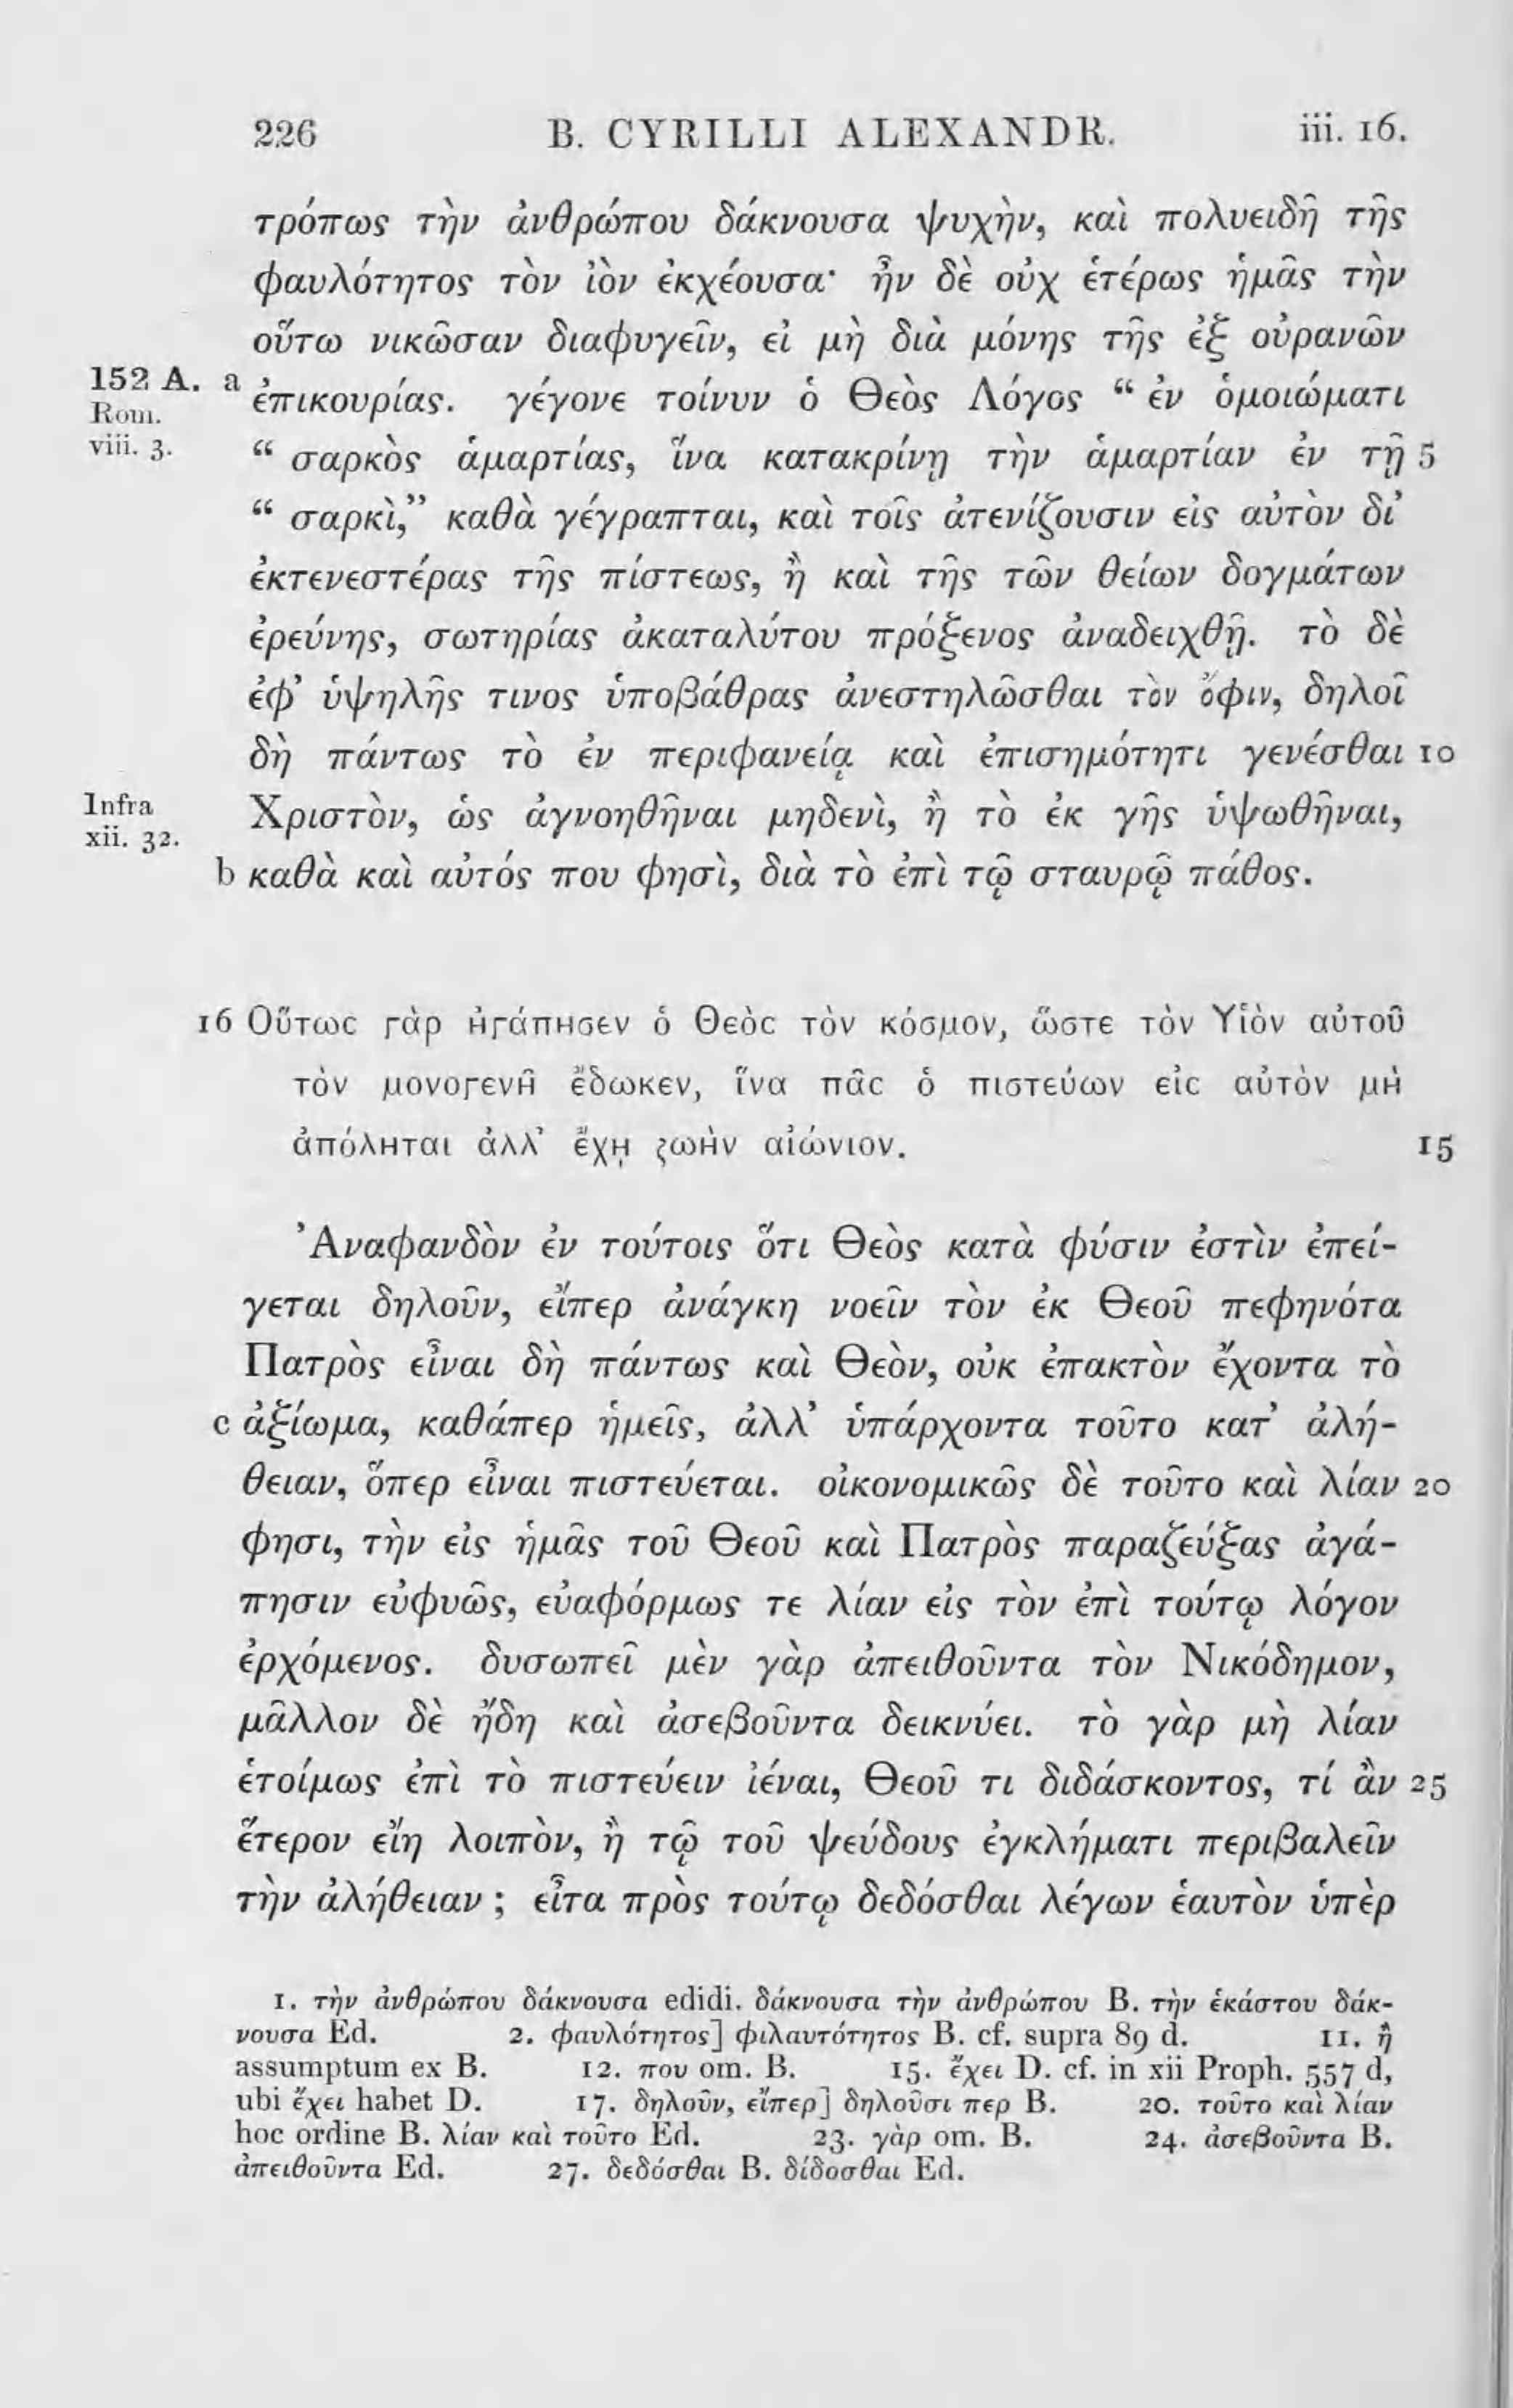 226 B. CYRILLI ALEXANDR. iii. 16.
τρόπως τὴν ἀνθρώπου δάκνουσα ψυχὴν, καὶ πολυειδῆ τῆς
φαυλότητος τὸν ἰὸν ἐκχέουσα· ἦν δὲ οὐχ ἑτέρως ἡμᾶς τὴν
οὕτω νικῶσαν διαφυγεῖν, εἰ μὴ διὰ μόνης τῆς ἐξ οὐρανῶν
152 A. a ἐπικουρίας. γέγονε τοίνυν ὁ Θεὸς Λόγος “ ἐν ὁμοιώματι
Rom.
viii. 3. “ σαρκὸς ἁμαρτίας, ἵνα κατακρίνῃ τὴν ἁμαρτίαν ἐν τῇ 5
“ σαρκὶ,” καθὰ γέγραπται, καὶ τοῖς ἀτενίζουσιν εἰς αὐτὸν δι’
ἐκτενεστέρας τῆς πίστεως, ἢ καὶ τῆς τῶν θείων δογμάτων
ἐρεύνης, σωτηρίας ἀκαταλύτου πρόξενος ἀναδειχθῇ. τὸ δὲ
ἐφ’ ὑψηλῆς τινος ὑποβάθρας ἀνεστηλῶσθαι τὸν ὄφιν, δηλοῖ
δὴ πάντως τὸ ἐν περιφανείᾳ καὶ ἐπισημότητι γενέσθαι 10
Infra Χριστὸν, ὡς ἀγνοηθῆναι μηδενὶ, ἢ τὸ ἐκ γῆς ὑψωθῆναι,
xii. 32.
b καθὰ καὶ αὐτός που φησὶ, διὰ τὸ ἐπὶ τῷ σταυρῷ πάθος.
16 Οὕτως γὰρ ἠγάπησεν ὁ Θεὸς τὸν κόσμον, ὥστε τὸν Υἱὸν αὐτοῦ
τὸν μονογενῆ ἔδωκεν, ἵνα πᾶς ὁ πιστεύων εἰς αὐτὸν μὴ
ἀπόληται ἀλλ’ ἔχῃ ζωὴν αἰώνιον. 15
Ἀναφανδὸν ἐν τούτοις ὅτι Θεὸς κατὰ φύσιν ἐστὶν ἐπεί-
γεται δηλοῦν, εἴπερ ἀνάγκη νοεῖν τὸν ἐκ Θεοῦ πεφηνότα
Πατρὸς εἶναι δὴ πάντως καὶ Θεὸν, οὐκ ἐπακτὸν ἔχοντα τὸ
c ἀξίωμα, καθάπερ ἡμεῖς, ἀλλ’ ὑπάρχοντα τοῦτο κατ’ ἀλή-
θειαν, ὅπερ εἶναι πιστεύεται. οἰκονομικῶς δὲ τοῦτο καὶ λίαν 20
φησι, τὴν εἰς ἡμᾶς τοῦ Θεοῦ καὶ Πατρὸς παραζεύξας ἀγά-
πησιν εὐφυῶς, εὐαφόρμως τε λίαν εἰς τὸν ἐπὶ τούτῳ λόγον
ἐρχόμενος. δυσωπεῖ μὲν γὰρ ἀπειθοῦντα τὸν Νικόδημον,
μᾶλλον δὲ ἤδη καὶ ἀσεβοῦντα δεικνύει. τὸ γὰρ μὴ λίαν
ἑτοίμως ἐπὶ τὸ πιστεύειν ἰέναι, Θεοῦ τι διδάσκοντος, τί ἂν 25
ἕτερον εἴη λοιπὸν, ἢ τῷ τοῦ ψεύδους ἐγκλήματι περιβαλεῖν
τὴν ἀλήθειαν ; εἶτα πρὸς τούτῳ δεδόσθαι λέγων ἑαυτὸν ὑπὲρ
1. τὴν ἀνθρώπου δάκνουσα edidi. δάκνουσα τὴν ἀνθρώπου B. τὴν ἑκάστου δάκ-
νουσα Ed. 2. φαυλότητος] φιλαυτότητος B. cf. supra 89 d. 11. ἢ
assumptum ex B. 12. που om. B. 15. ἔχει D. cf. in xii Proph. 557 d,
ubi ἔχει habet D. 17. δηλοῦν, εἴπερ] δηλοῦσι περ B. 20. τοῦτο καὶ λίαν
hoc ordine B. λίαν καὶ τοῦτο Ed. 23. γὰρ om. B. 24. ἀσεβοῦντα B.
ἀπειθοῦντα Ed. 27. δεδόσθαι B. δίδοσθαι Ed.